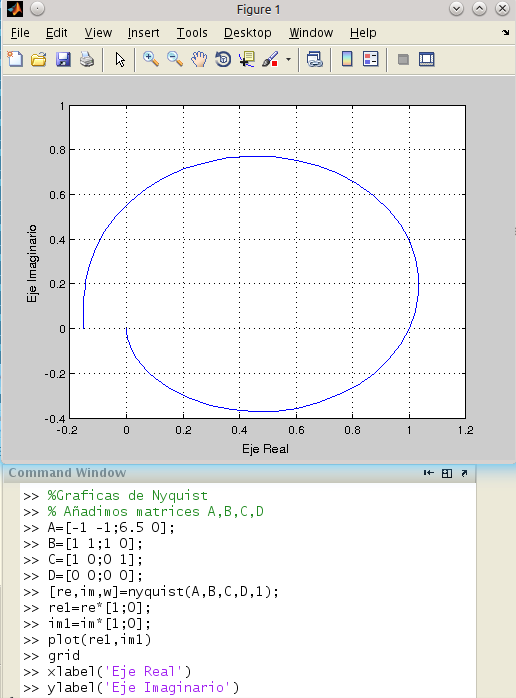 Figure 1
File Edit View Insert Tools Desktop Window Help
1
0.8
0.6
0.4
0.2
0
-0.2
-0.4
Eje Imaginario
-0.2 0 0.2 0.4 0.6 0.8 1 1.2
Eje Real
Command Window
>> %Graficas de Nyquist
>> % Añadimos matrices A,B,C,D
>> A=[-1 -1;6.5 0];
>> B=[1 1;1 0];
>> C=[1 0;0 1];
>> D=[0 0;0 0];
>> [re,im,w]=nyquist(A,B,C,D,1);
>> re1=re*[1;0];
>> im1=im*[1;0];
>> plot(re1,im1)
>> grid
>> xlabel('Eje Real')
>> ylabel('Eje Imaginario')